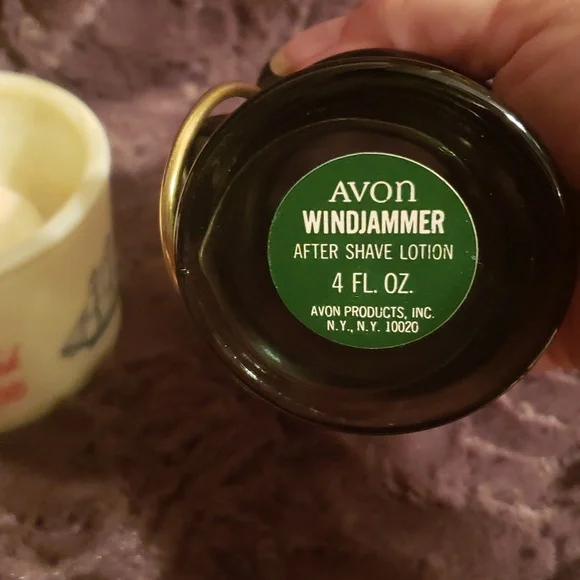 AVON
WINDJAMMER
AFTER SHAVE LOTION
4 FL. OZ.
AVON PRODUCTS, INC.
N.Y., N.Y. 10020